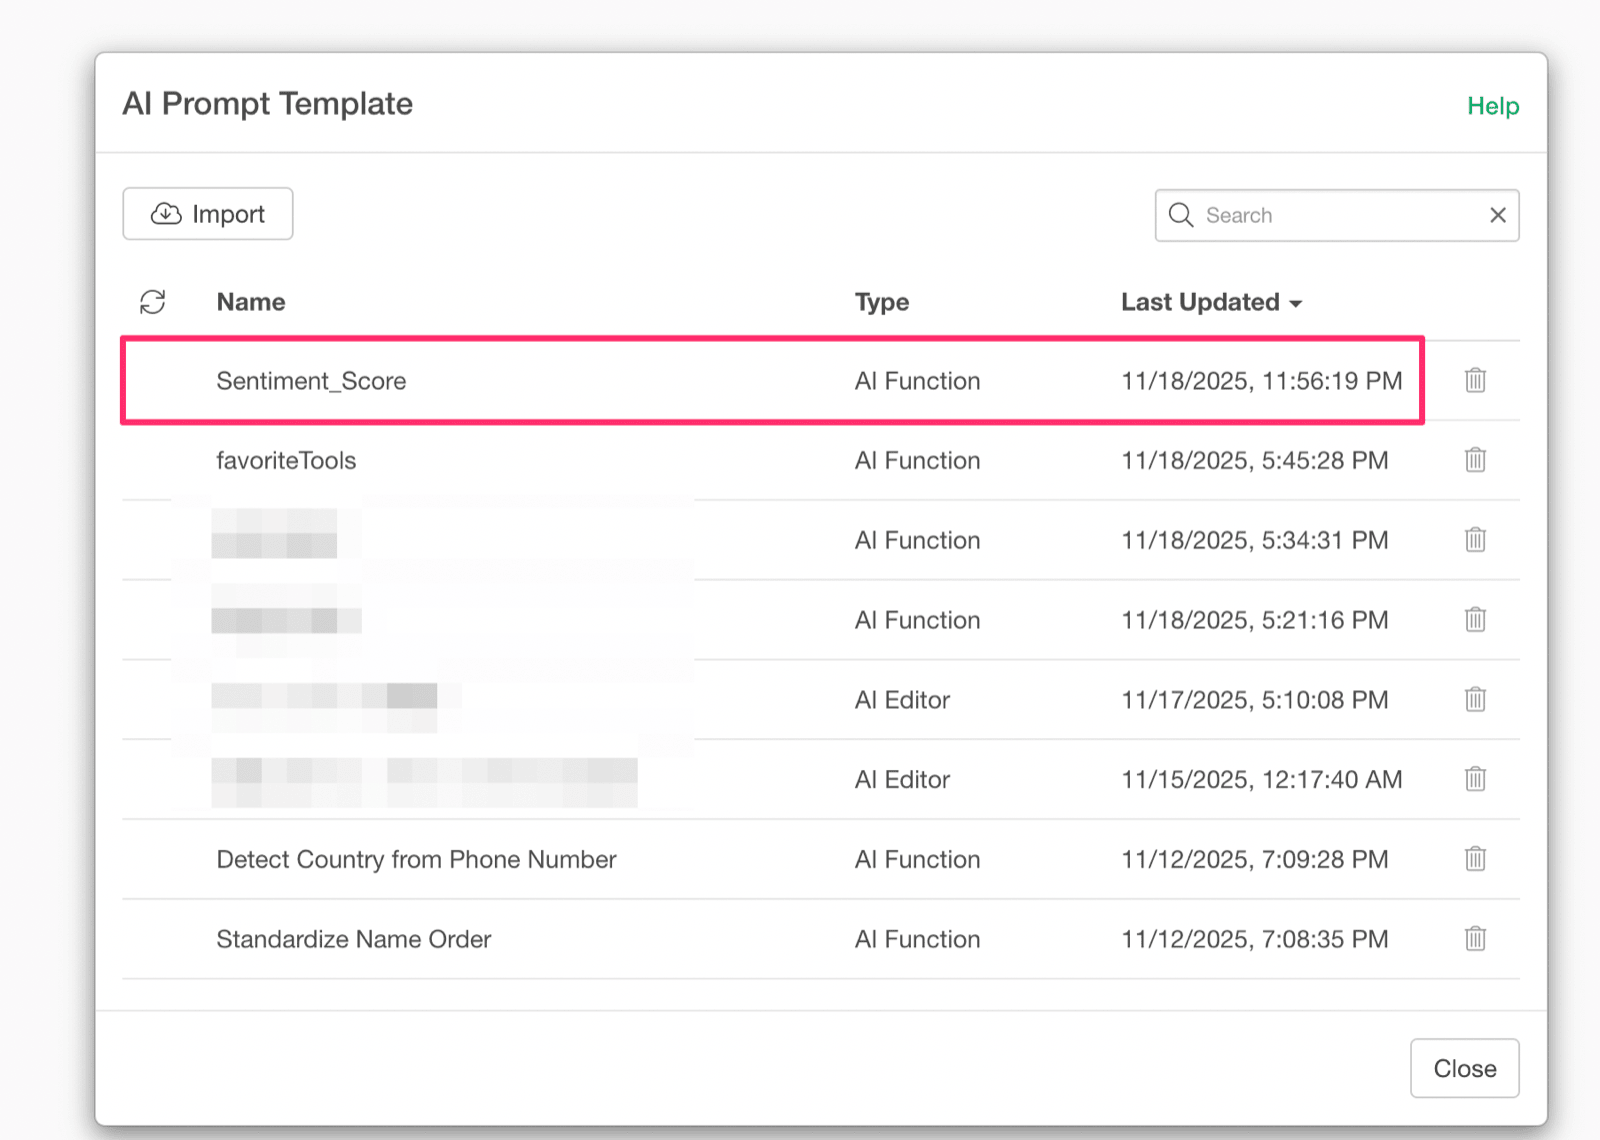 AI Prompt Template
Help
Import
Search
Name Type Last Updated
Sentiment_Score AI Function 11/18/2025, 11:56:19 PM
favoriteTools AI Function 11/18/2025, 5:45:28 PM
AI Function 11/18/2025, 5:34:31 PM
AI Function 11/18/2025, 5:21:16 PM
AI Editor 11/17/2025, 5:10:08 PM
AI Editor 11/15/2025, 12:17:40 AM
Detect Country from Phone Number AI Function 11/12/2025, 7:09:28 PM
Standardize Name Order AI Function 11/12/2025, 7:08:35 PM
Close